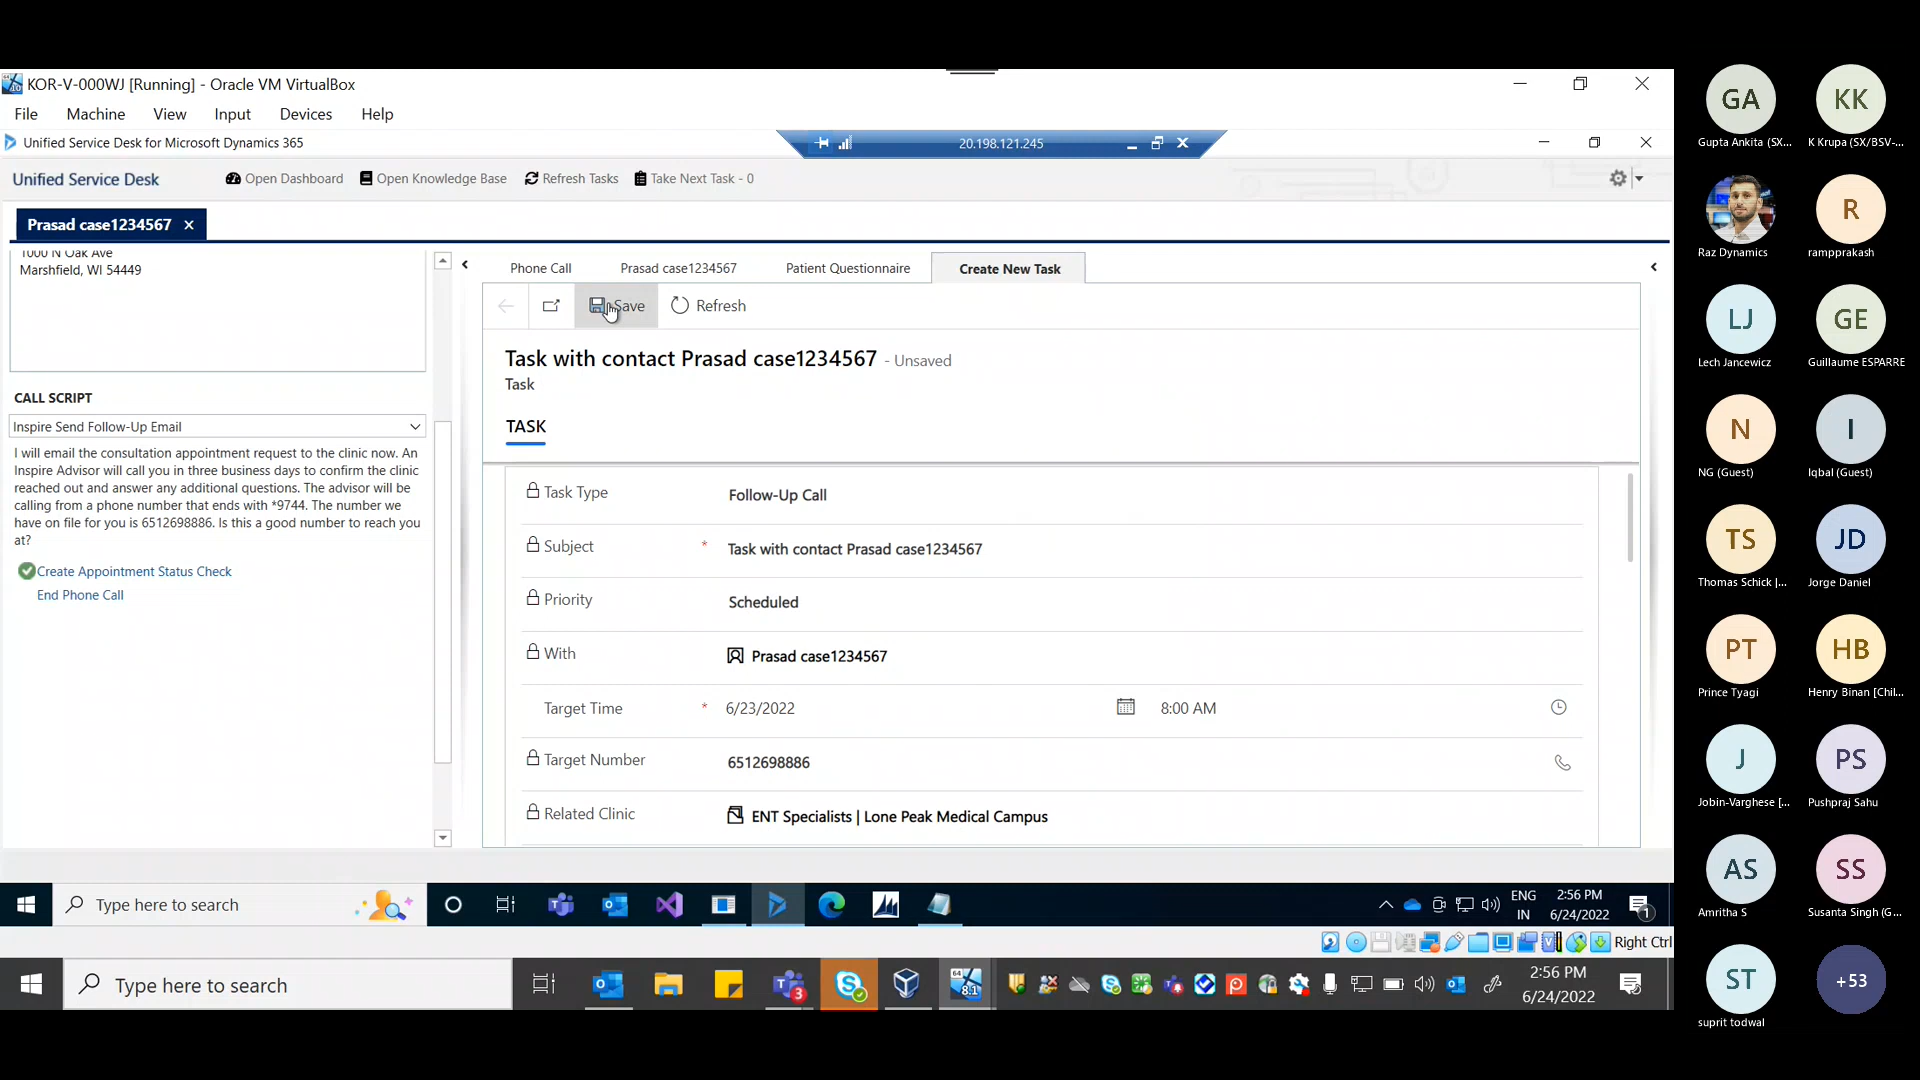 KOR-V-000WJ [Running] - Oracle VM VirtualBox
File Machine View Input Devices Help
Unified Service Desk for Microsoft Dynamics 365
20.198.121.245
Unified Service Desk
Open Dashboard
Open Knowledge Base
Refresh Tasks
Take Next Task - 0
Prasad case1234567
1000 N Oak Ave
Marshfield, WI 54449
CALL SCRIPT
Inspire Send Follow-Up Email
I will email the consultation appointment request to the clinic now. An
Inspire Advisor will call you in three business days to confirm the clinic
reached out and answer any additional questions. The advisor will be
calling from a phone number that ends with *9744. The number we
have on file for you is 6512698886. Is this a good number to reach you
at?
Create Appointment Status Check
End Phone Call
Phone Call
Prasad case1234567
Patient Questionnaire
Create New Task
Save
Refresh
Task with contact Prasad case1234567 - Unsaved
Task
TASK
Task Type Follow-Up Call
Subject * Task with contact Prasad case1234567
Priority Scheduled
With Prasad case1234567
Target Time * 6/23/2022 8:00 AM
Target Number 6512698886
Related Clinic ENT Specialists | Lone Peak Medical Campus
Type here to search
ENG
IN
2:56 PM
6/24/2022
1
Right Ctrl
Type here to search
3
64
8.1
2:56 PM
6/24/2022
GA
Gupta Ankita (SX...
KK
K Krupa (SX/BSV-...
Raz Dynamics
R
rampprakash
LJ
Lech Jancewicz
GE
Guillaume ESPARRE
N
NG (Guest)
I
Iqbal (Guest)
TS
Thomas Schick |...
JD
Jorge Daniel
PT
Prince Tyagi
HB
Henry Binan [Chil...
J
Jobin-Varghese [...
PS
Pushpraj Sahu
AS
Amritha S
SS
Susanta Singh (G...
ST
suprit todwal
+53